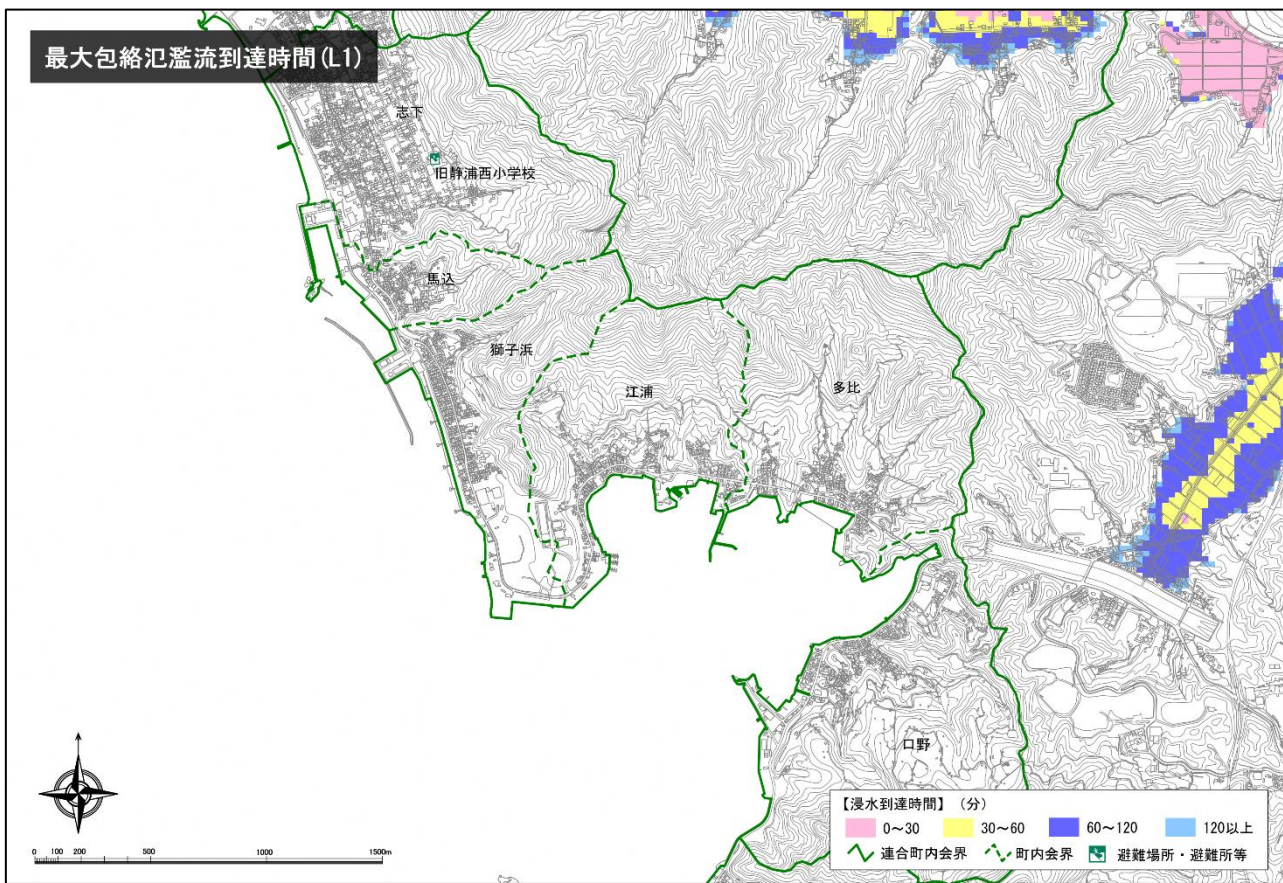 最大包絡氾濫流到達時間(L1)
志下
旧静浦西小学校
馬込
獅子浜
江浦
多比
口野
【浸水到達時間】 (分)
0~30 30~60 60~120 120以上
連合町内会界 町内会界 避難場所・避難所等
0 100 200 500 1000 1500m